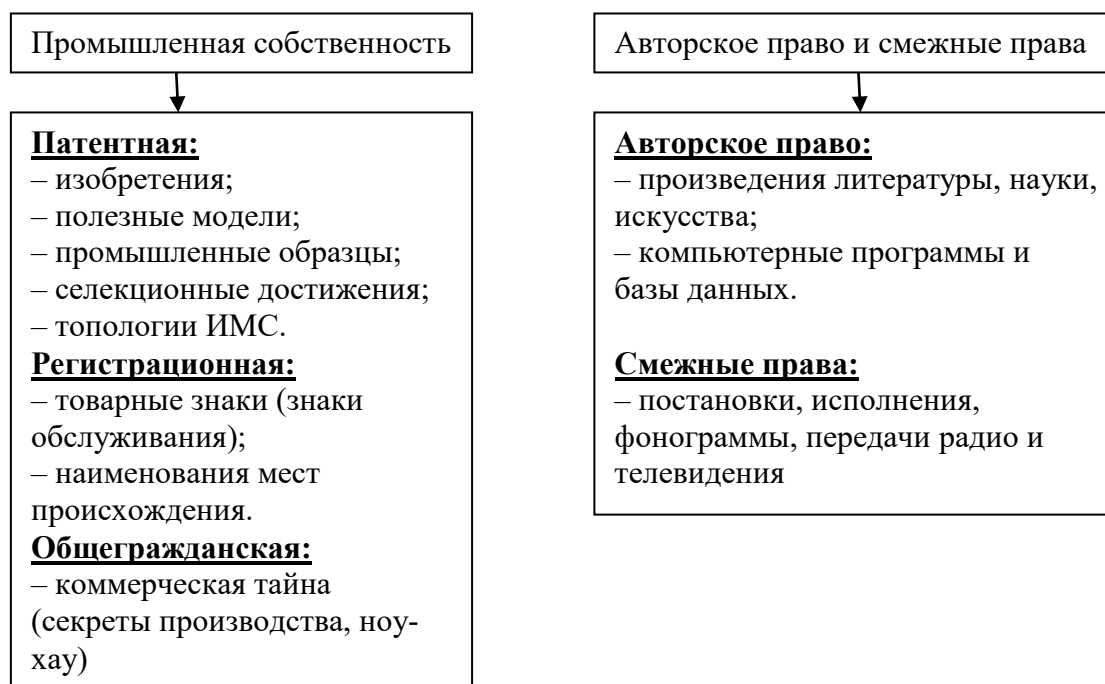 Промышленная собственность
Патентная:
– изобретения;
– полезные модели;
– промышленные образцы;
– селекционные достижения;
– топологии ИМС.
Регистрационная:
– товарные знаки (знаки
обслуживания);
– наименования мест
происхождения.
Общегражданская:
– коммерческая тайна
(секреты производства, ноу-
хау)
Авторское право и смежные права
Авторское право:
– произведения литературы, науки,
искусства;
– компьютерные программы и
базы данных.
Смежные права:
– постановки, исполнения,
фонограммы, передачи радио и
телевидения